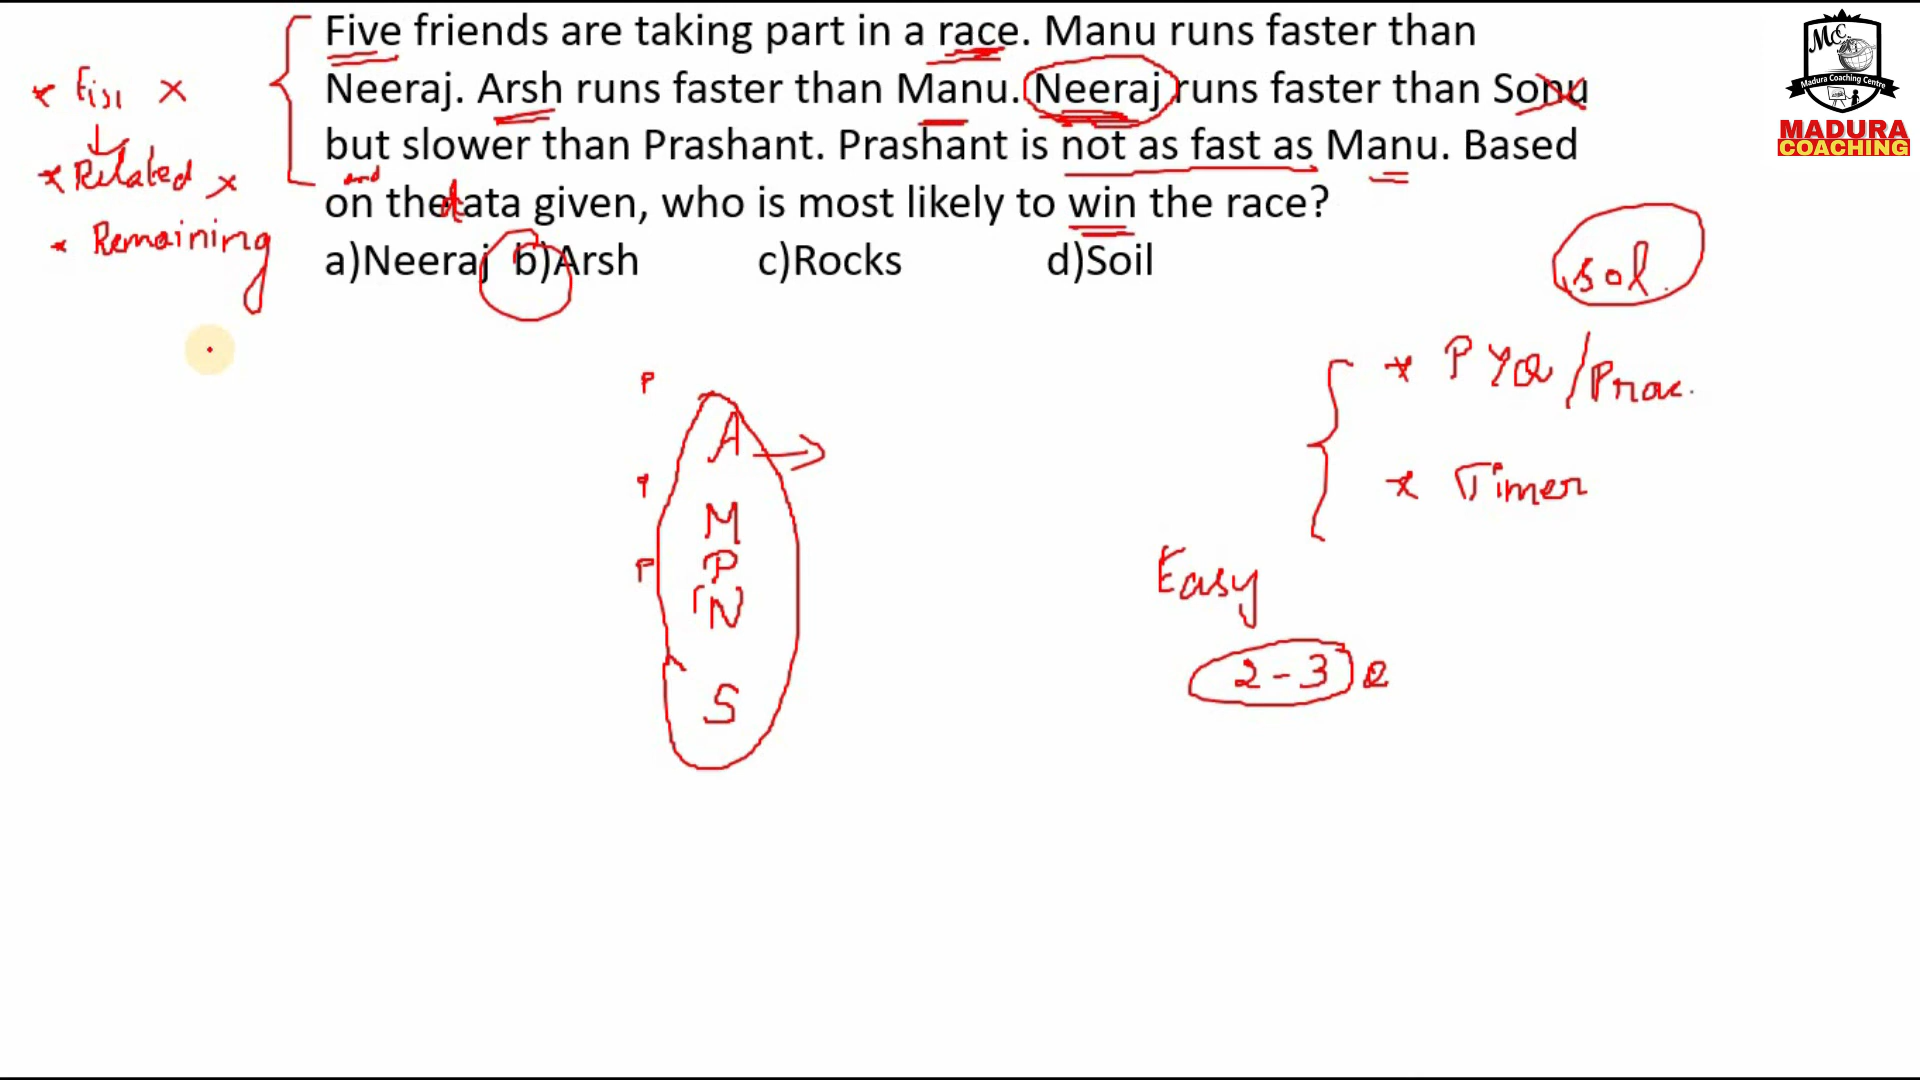 Five friends are taking part in a race. Manu runs faster than
Neeraj. Arsh runs faster than Manu. Neeraj runs faster than Sonu
but slower than Prashant. Prashant is not as fast as Manu. Based
and
on the data given, who is most likely to win the race?
a)Neeraj b)Arsh c)Rocks d)Soil
* Related x
* Remaining
Sol.
P
A
M
P
P
N
S
* PYQ/Prac.
* Timer
Easy
2-3
MC
Madura Coaching Centre
MADURA
COACHING